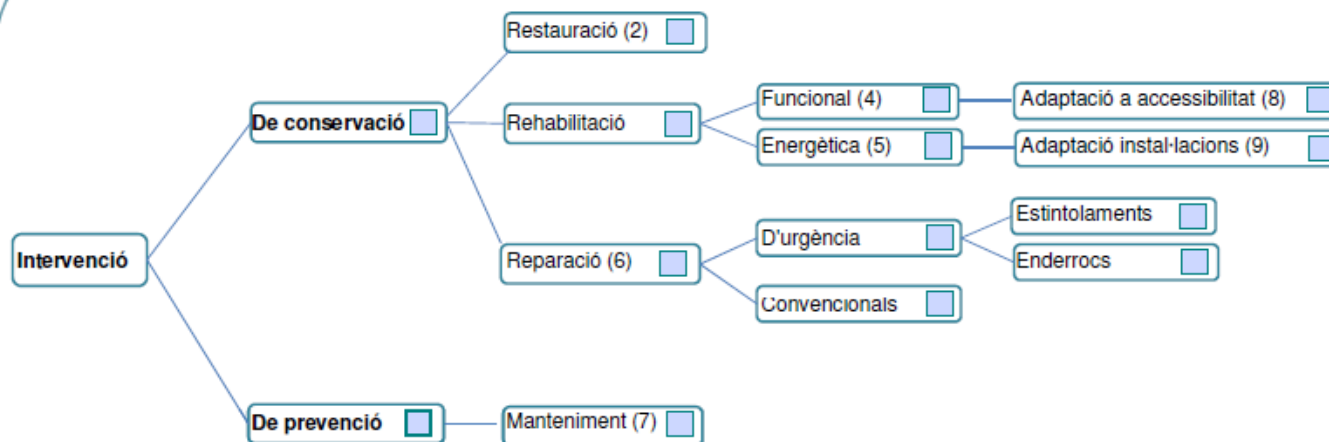 Restauració (2)
Funcional (4)
Adaptació a accessibilitat (8)
De conservació
Rehabilitació
Energètica (5)
Adaptació instal·lacions (9)
Estintolaments
D'urgència
Intervenció
Reparació (6)
Enderrocs
Convencionals
De prevenció
Manteniment (7)